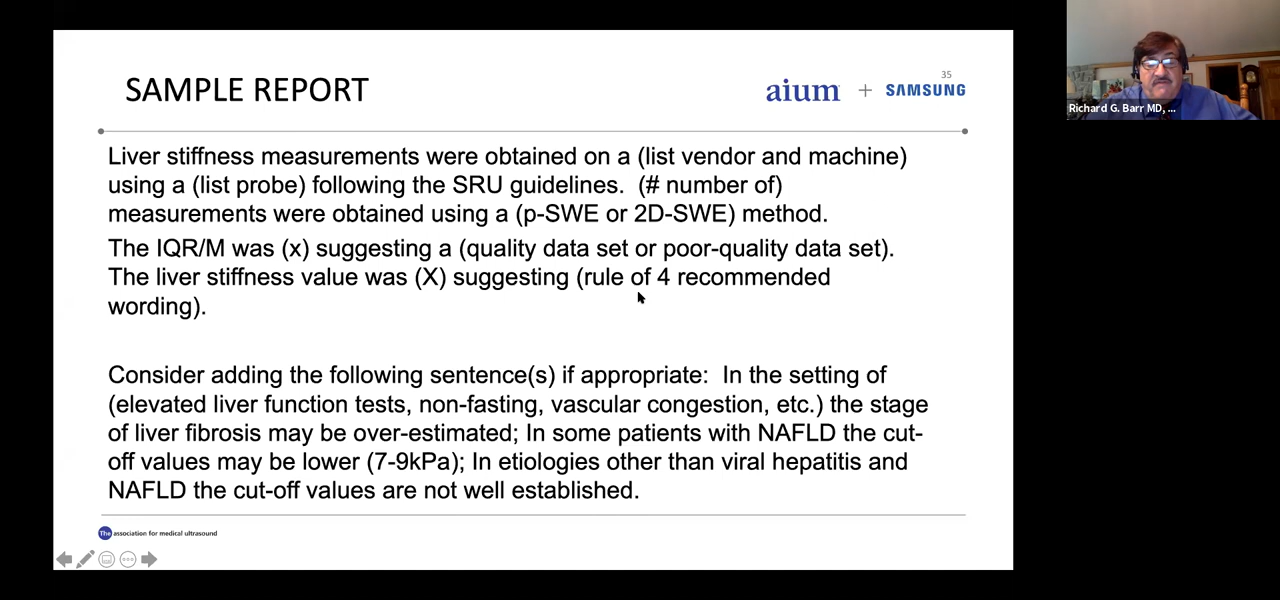 SAMPLE REPORT
aium + SAMSUNG
35
Richard G. Barr MD, ...
Liver stiffness measurements were obtained on a (list vendor and machine)
using a (list probe) following the SRU guidelines. (# number of)
measurements were obtained using a (p-SWE or 2D-SWE) method.
The IQR/M was (x) suggesting a (quality data set or poor-quality data set).
The liver stiffness value was (X) suggesting (rule of 4 recommended
wording).
Consider adding the following sentence(s) if appropriate: In the setting of
(elevated liver function tests, non-fasting, vascular congestion, etc.) the stage
of liver fibrosis may be over-estimated; In some patients with NAFLD the cut-
off values may be lower (7-9kPa); In etiologies other than viral hepatitis and
NAFLD the cut-off values are not well established.
The association for medical ultrasound